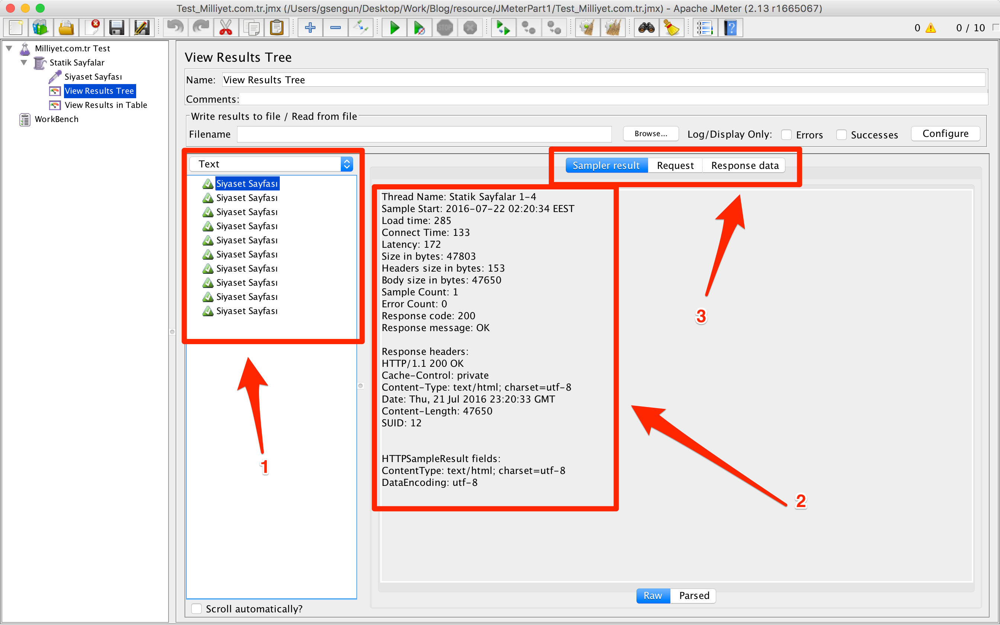 Test_Milliyet.com.tr.jmx (/Users/gsengun/Desktop/Work/Blog/resource/JMeterPart1/Test_Milliyet.com.tr.jmx) - Apache JMeter (2.13 r1665067)
STOP
?
0
0 / 10
Milliyet.com.tr Test
Statik Sayfalar
Siyaset Sayfası
View Results Tree
View Results in Table
WorkBench
View Results Tree
Name: View Results Tree
Comments:
Write results to file / Read from file
Filename
Browse...
Log/Display Only:
Errors
Successes
Configure
Text
Siyaset Sayfası
Siyaset Sayfası
Siyaset Sayfası
Siyaset Sayfası
Siyaset Sayfası
Siyaset Sayfası
Siyaset Sayfası
Siyaset Sayfası
Siyaset Sayfası
Siyaset Sayfası
1
Scroll automatically?
Sampler result
Request
Response data
3
Thread Name: Statik Sayfalar 1-4
Sample Start: 2016-07-22 02:20:34 EEST
Load time: 285
Connect Time: 133
Latency: 172
Size in bytes: 47803
Headers size in bytes: 153
Body size in bytes: 47650
Sample Count: 1
Error Count: 0
Response code: 200
Response message: OK
Response headers:
HTTP/1.1 200 OK
Cache-Control: private
Content-Type: text/html; charset=utf-8
Date: Thu, 21 Jul 2016 23:20:33 GMT
Content-Length: 47650
SUID: 12
HTTPSampleResult fields:
ContentType: text/html; charset=utf-8
DataEncoding: utf-8
2
Raw
Parsed